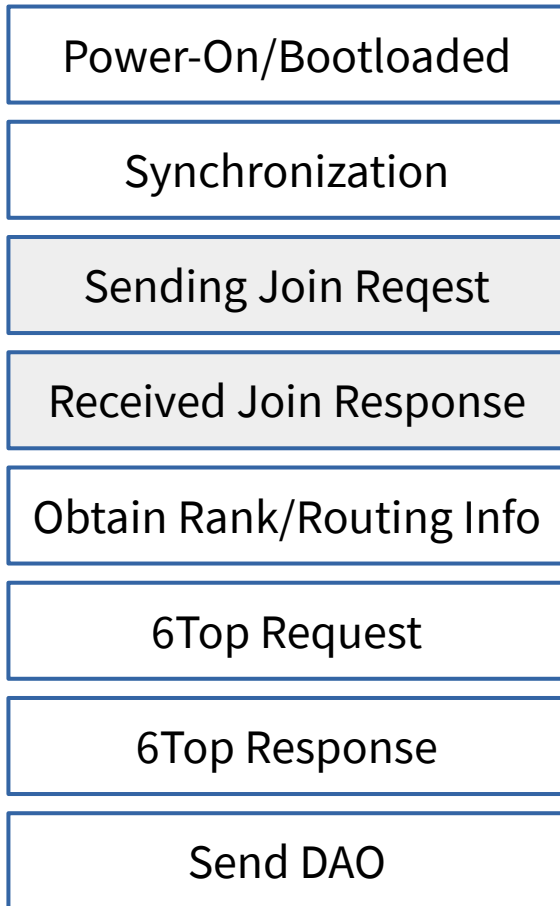 Power-On/Bootloaded
Synchronization
Sending Join Reqest
Received Join Response
Obtain Rank/Routing Info
6Top Request
6Top Response
Send DAO